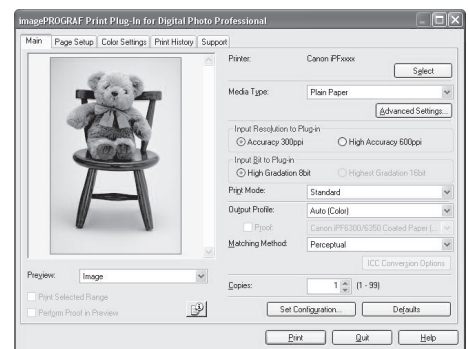 imagePROGRAF Print Plug-In for Digital Photo Professional
Main Page Setup Color Settings Print History Support
Printer: Canon iPFxxxx
Select
Media Type: Plain Paper
Advanced Settings...
Input Resolution to Plug-in
Accuracy 300ppi High Accuracy 600ppi
Input Bit to Plug-in
High Gradation 8bit Highest Gradation 16bit
Print Mode: Standard
Output Profile: Auto (Color)
Proof: Canon iPF6300/6350 Coated Paper (...
Matching Method: Perceptual
ICC Conversion Options
Preview: Image
Copies: 1 (1 - 99)
Print Selected Range
Perform Proof in Preview
Set Configuration... Defaults
Print Quit Help